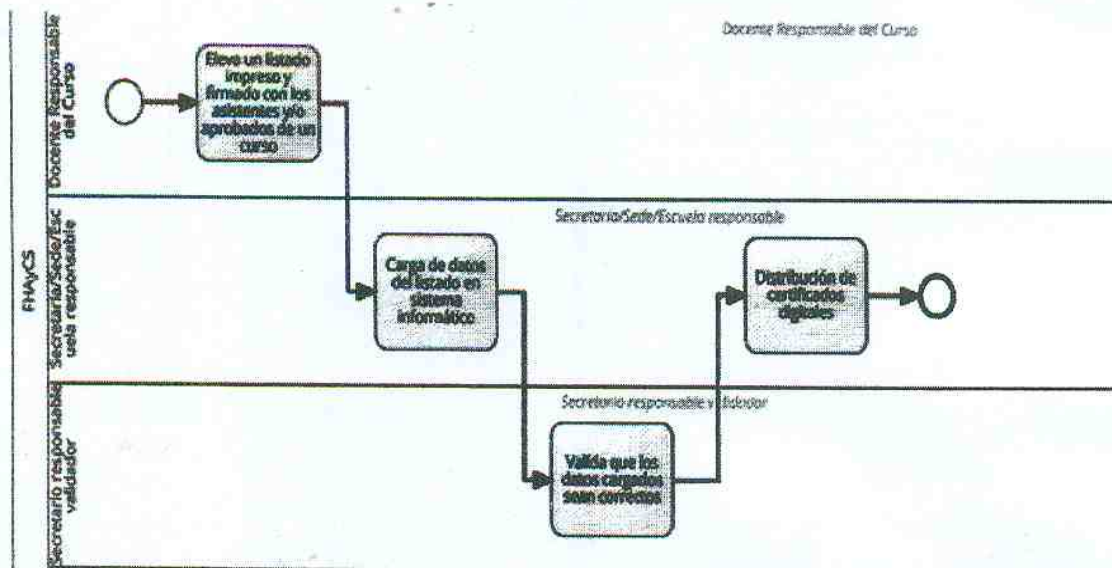 FHAyCS
Docente Responsable
del Curso
Docente Responsable del Curso
Eleva un listado
impreso y
firmado con los
asistentes y/o
aprobados de un
curso
Secretaría/Sede/Esc
uela responsable
Secretaria/Sede/Escuela responsable
Carga de datos
del listado en
sistema
informático
Distribución de
certificados
digitales
Secretario responsable
validador
Secretario responsable validador
Valida que los
datos cargados
sean correctos